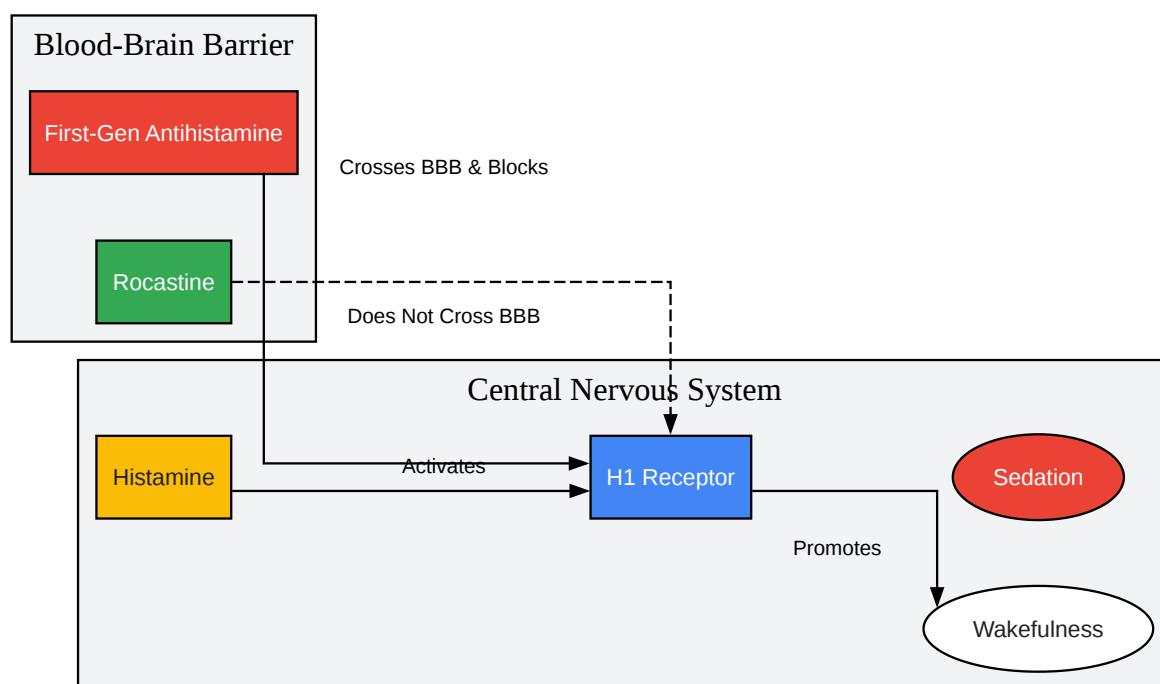 Blood-Brain Barrier
First-Gen Antihistamine
Crosses BBB & Blocks
Rocastine
Does Not Cross BBB
Central Nervous System
Histamine
Activates
H1 Receptor
Sedation
Promotes
Wakefulness